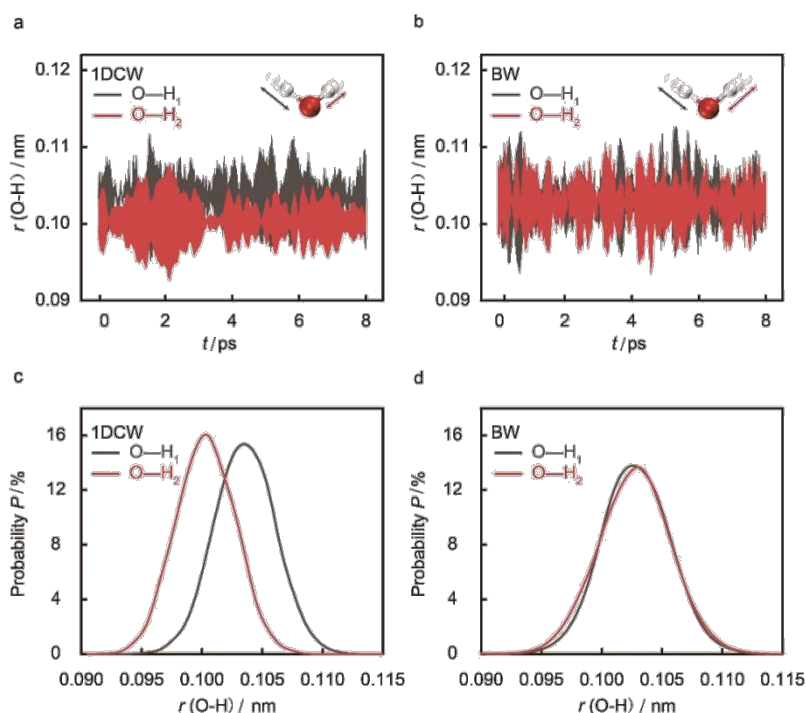 a
1DCW
O—H₁
O—H₂
r (O-H) / nm
0.12
0.11
0.10
0.09
0 2 4 6 8
t /ps
b
BW
O—H₁
O—H₂
r (O-H) / nm
0.12
0.11
0.10
0.09
0 2 4 6 8
t /ps
c
1DCW
O—H₁
O—H₂
Probability P / %
16
12
8
4
0
0.090 0.095 0.100 0.105 0.110 0.115
r (O-H) / nm
d
BW
O—H₁
O—H₂
Probability P / %
16
12
8
4
0
0.090 0.095 0.100 0.105 0.110 0.115
r (O-H) / nm